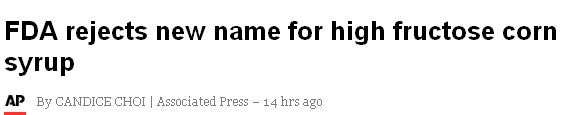 FDA rejects new name for high fructose corn
syrup
AP By CANDICE CHOI | Associated Press – 14 hrs ago